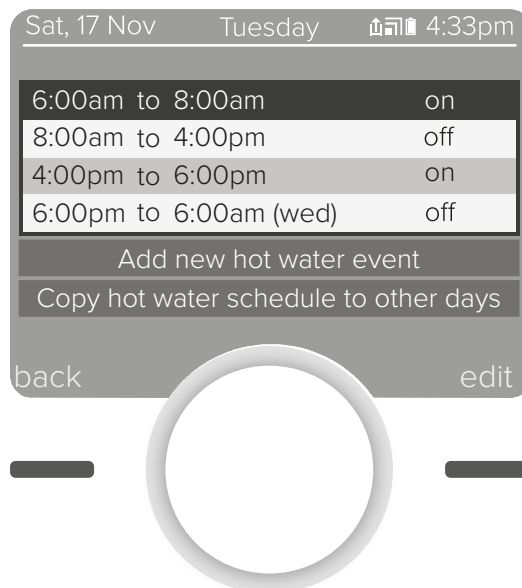 Sat, 17 Nov Tuesday 4:33pm
6:00am to 8:00am on
8:00am to 4:00pm off
4:00pm to 6:00pm on
6:00pm to 6:00am (wed) off
Add new hot water event
Copy hot water schedule to other days
back edit